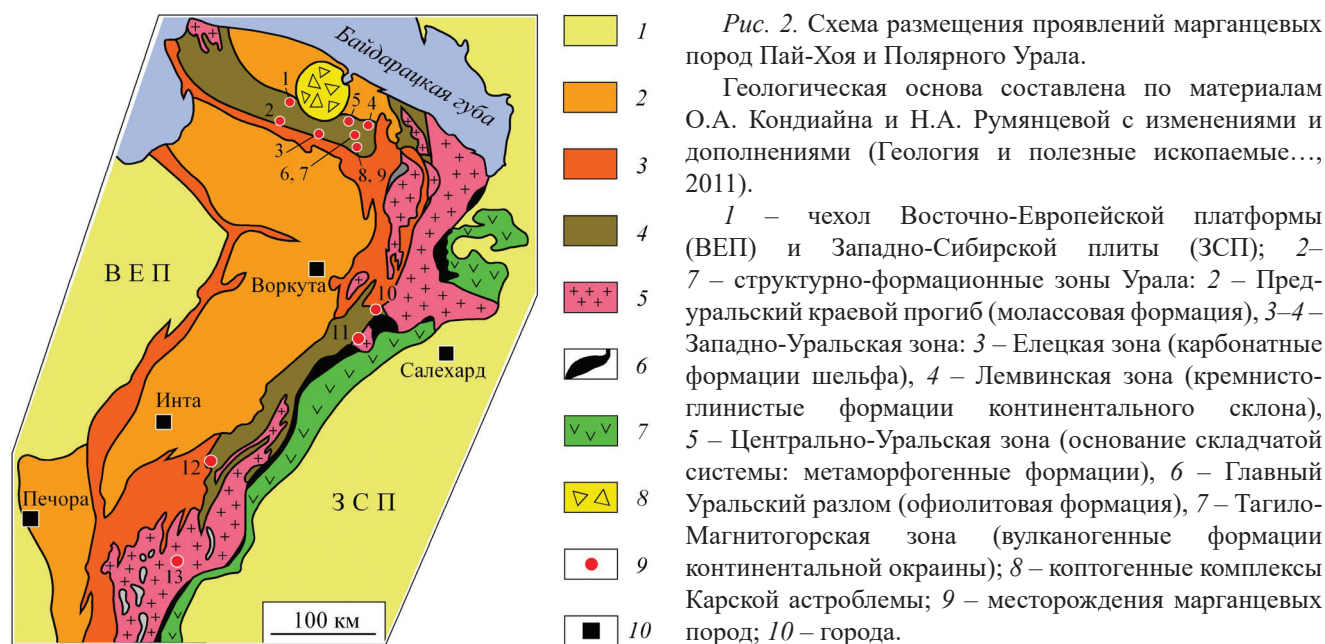 Байдарацкая губа
1
2
5 4
3
6, 7
8, 9
В Е П
Воркута
10
11
Салехард
Инта
12
Печора
З С П
13
100 км
1
2
3
4
5
6
7
8
9
10
Рис. 2. Схема размещения проявлений марганцевых
пород Пай-Хоя и Полярного Урала.
Геологическая основа составлена по материалам
О.А. Кондиайна и Н.А. Румянцевой с изменениями и
дополнениями (Геология и полезные ископаемые…,
2011).
1 – чехол Восточно-Европейской платформы
(ВЕП) и Западно-Сибирской плиты (ЗСП); 2–
7 – структурно-формационные зоны Урала: 2 – Пред-
уральский краевой прогиб (молассовая формация), 3–4 –
Западно-Уральская зона: 3 – Елецкая зона (карбонатные
формации шельфа), 4 – Лемвинская зона (кремнисто-
глинистые формации континентального склона),
5 – Центрально-Уральская зона (основание складчатой
системы: метаморфогенные формации), 6 – Главный
Уральский разлом (офиолитовая формация), 7 – Тагило-
Магнитогорская зона (вулканогенные формации
континентальной окраины); 8 – коптогенные комплексы
Карской астроблемы; 9 – месторождения марганцевых
пород; 10 – города.